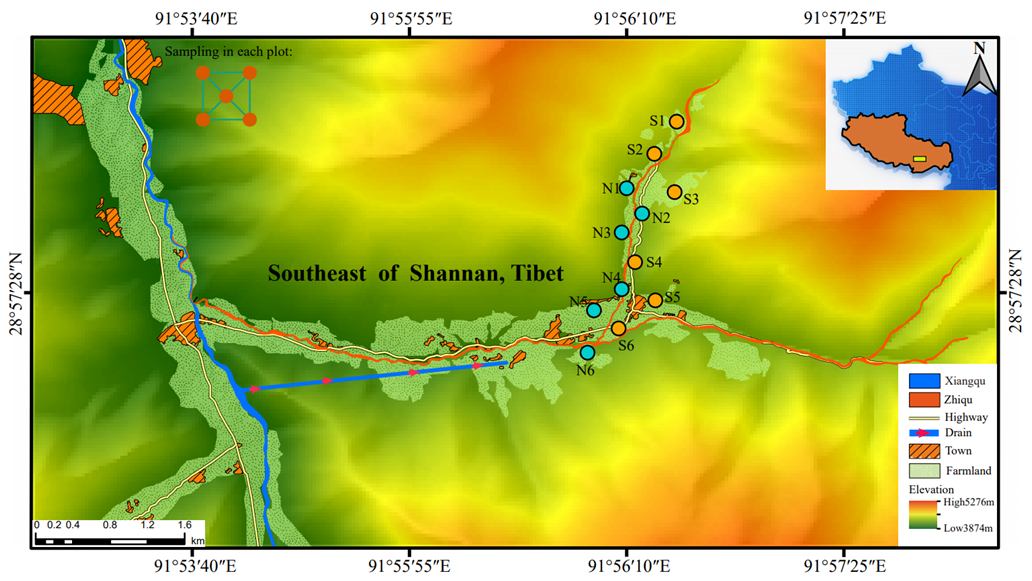 91°53′40″E 91°55′55″E 91°56′10″E 91°57′25″E
Sampling in each plot:
N
S1
S2
N1
S3
N2
N3
S4
Southeast of Shannan, Tibet
N4
N5
S5
S6
N6
28°57′28″N
28°57′28″N
Xiangqu
Zhiqu
Highway
Drain
Town
Farmland
Elevation
High5276m
Low3874m
0 0.2 0.4 0.8 1.2 1.6
km
91°53′40″E 91°55′55″E 91°56′10″E 91°57′25″E